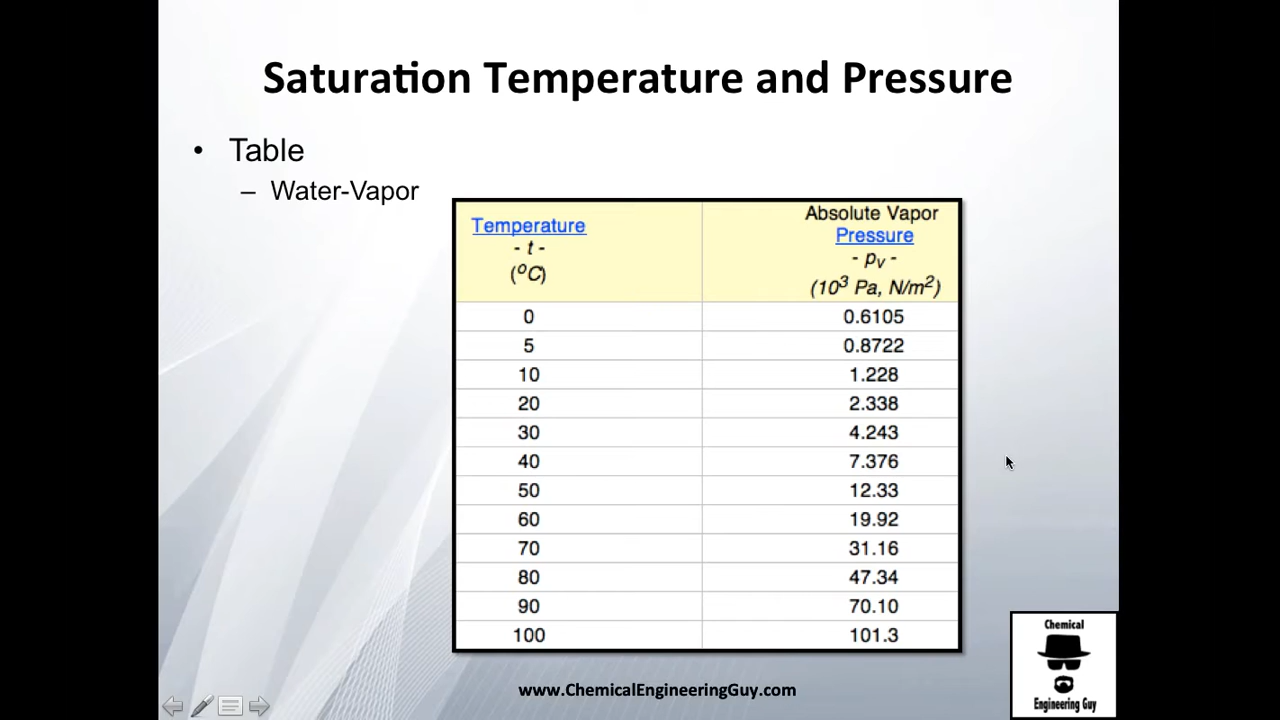 Saturation Temperature and Pressure
• Table
– Water-Vapor
Temperature
- t -
(°C)
Absolute Vapor
Pressure
- pᵥ -
(10³ Pa, N/m²)
0 0.6105
5 0.8722
10 1.228
20 2.338
30 4.243
40 7.376
50 12.33
60 19.92
70 31.16
80 47.34
90 70.10
100 101.3
www.ChemicalEngineeringGuy.com
Chemical
Engineering Guy